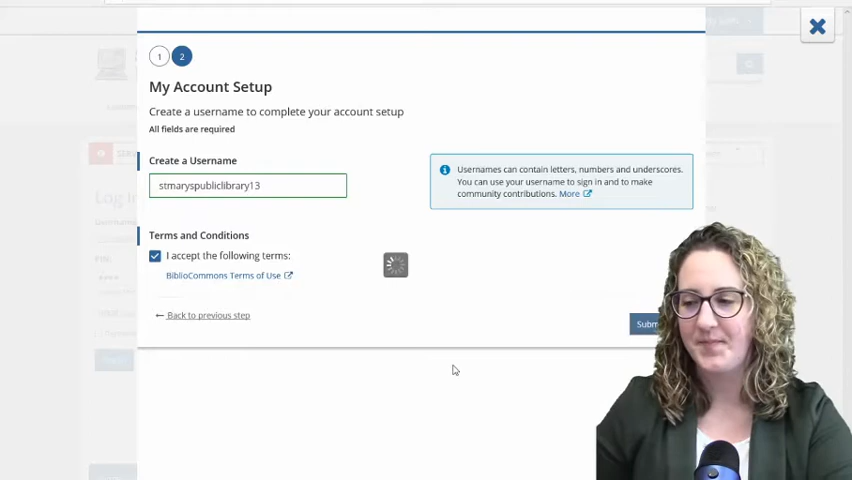 1 2
My Account Setup
Create a username to complete your account setup
All fields are required
Create a Username
stmaryspubliclibrary13
Usernames can contain letters, numbers and underscores.
You can use your username to sign in and to make
community contributions. More
Terms and Conditions
I accept the following terms:
BiblioCommons Terms of Use
← Back to previous step
Subm